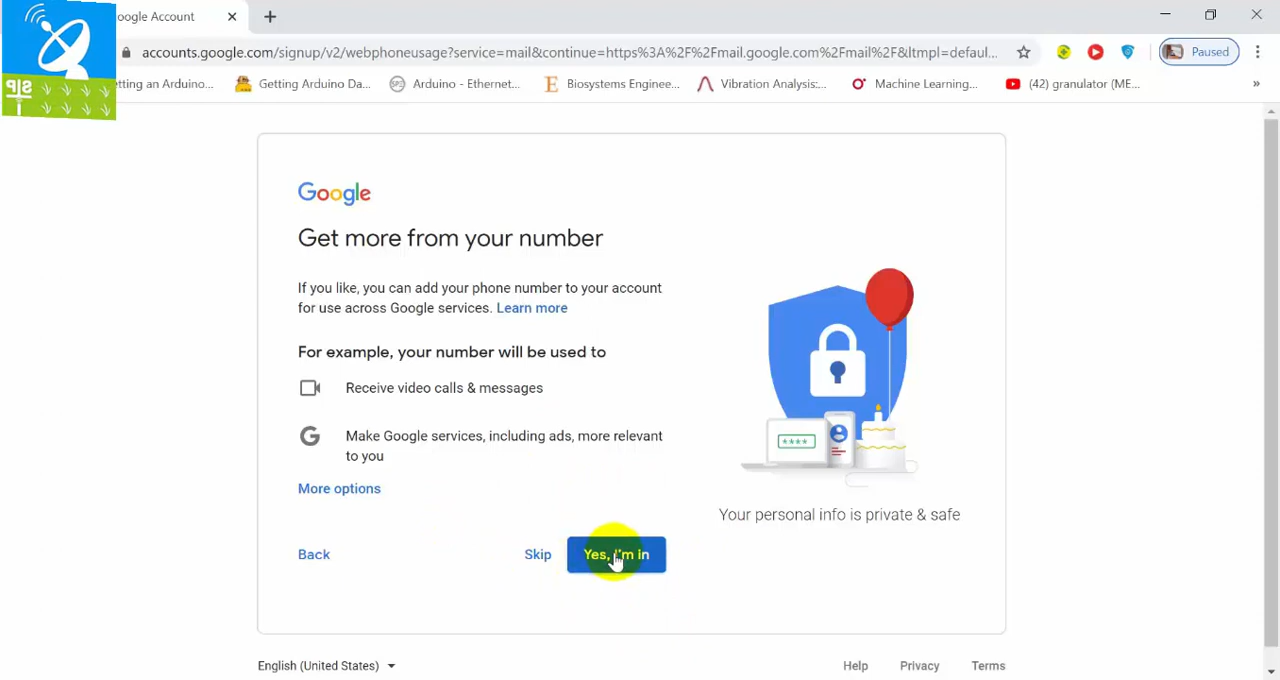 oogle Account
accounts.google.com/signup/v2/webphoneusage?service=mail&continue=https%3A%2F%2Fmail.google.com%2Fmail%2F&ltmpl=defaul...
Paused
etting an Arduino...
Getting Arduino Da...
Arduino - Ethernet...
Biosystems Enginee...
Vibration Analysis:...
Machine Learning...
(42) granulator (ME...
»
Google
Get more from your number
If you like, you can add your phone number to your account
for use across Google services. Learn more
For example, your number will be used to
Receive video calls & messages
Make Google services, including ads, more relevant
to you
More options
****
Your personal info is private & safe
Back
Skip
Yes, I'm in
English (United States)
Help
Privacy
Terms